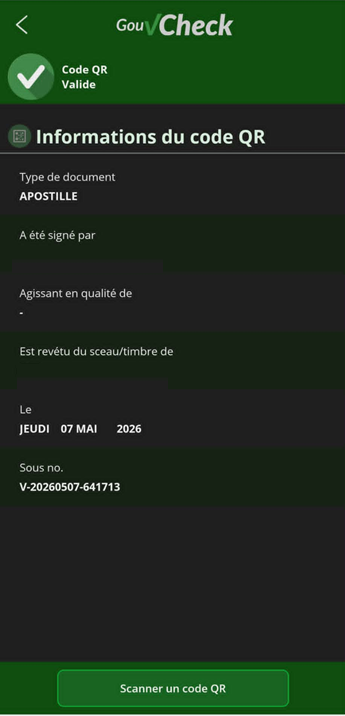 GouvCheck
Code QR
Valide
Informations du code QR
Type de document
APOSTILLE
A été signé par
Agissant en qualité de
-
Est revétu du sceau/timbre de
Le
JEUDI 07 MAI 2026
Sous no.
V-20260507-641713
Scanner un code QR